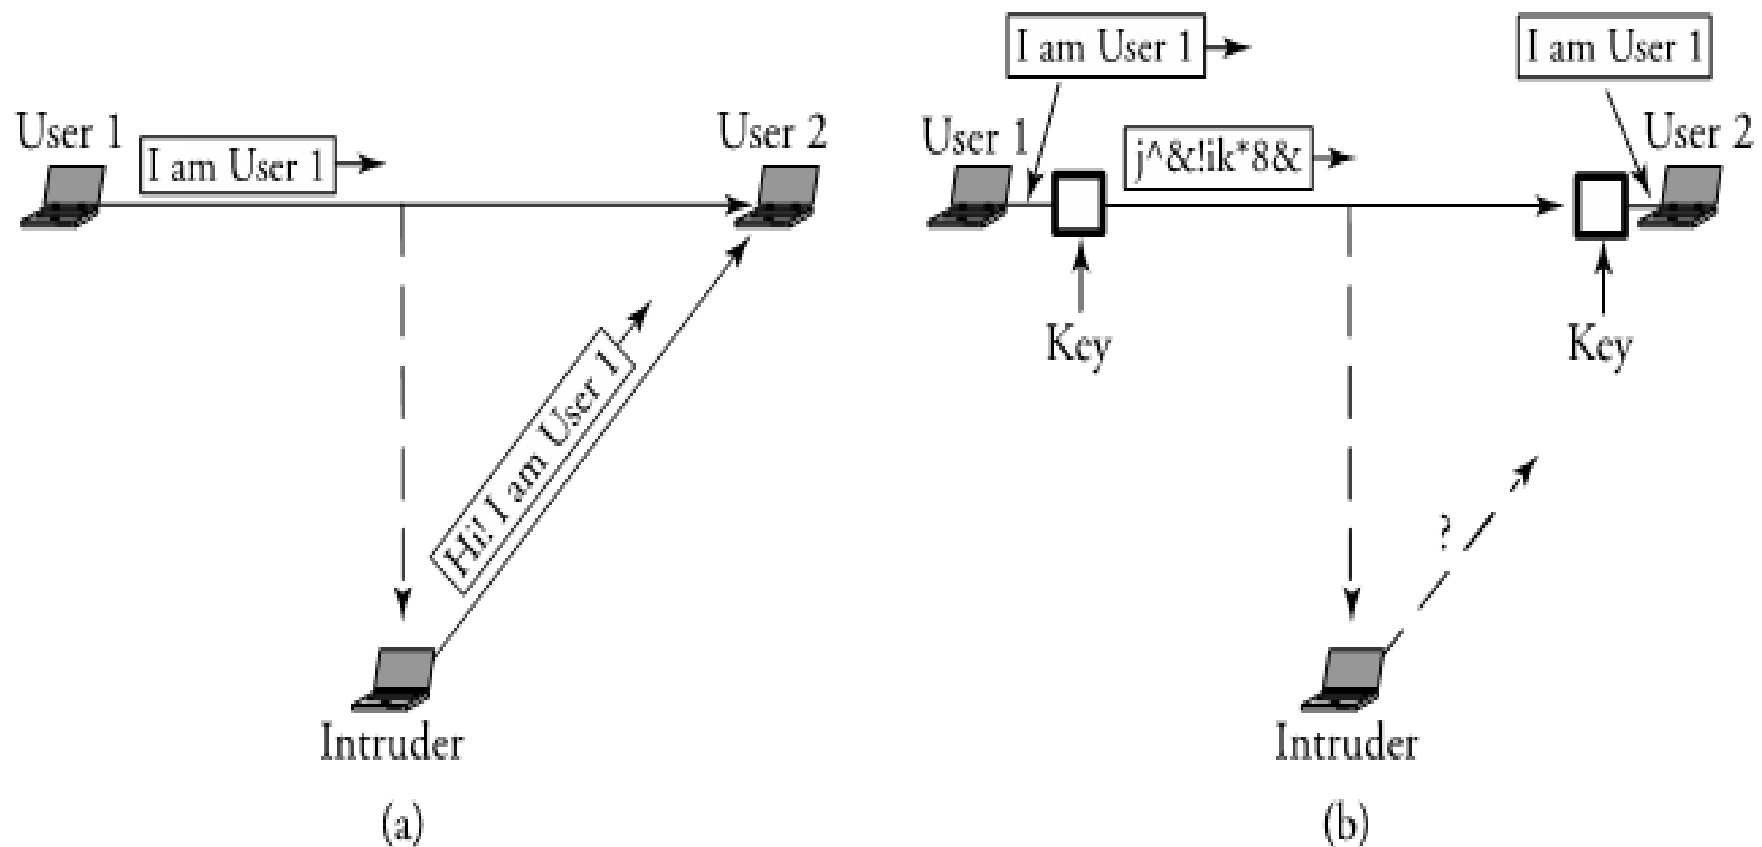 User 1
I am User 1
User 2
Hi! I am User 1
Intruder
(a)
I am User 1
I am User 1
User 1
j^&!ik*8&
User 2
Key
Key
?
Intruder
(b)